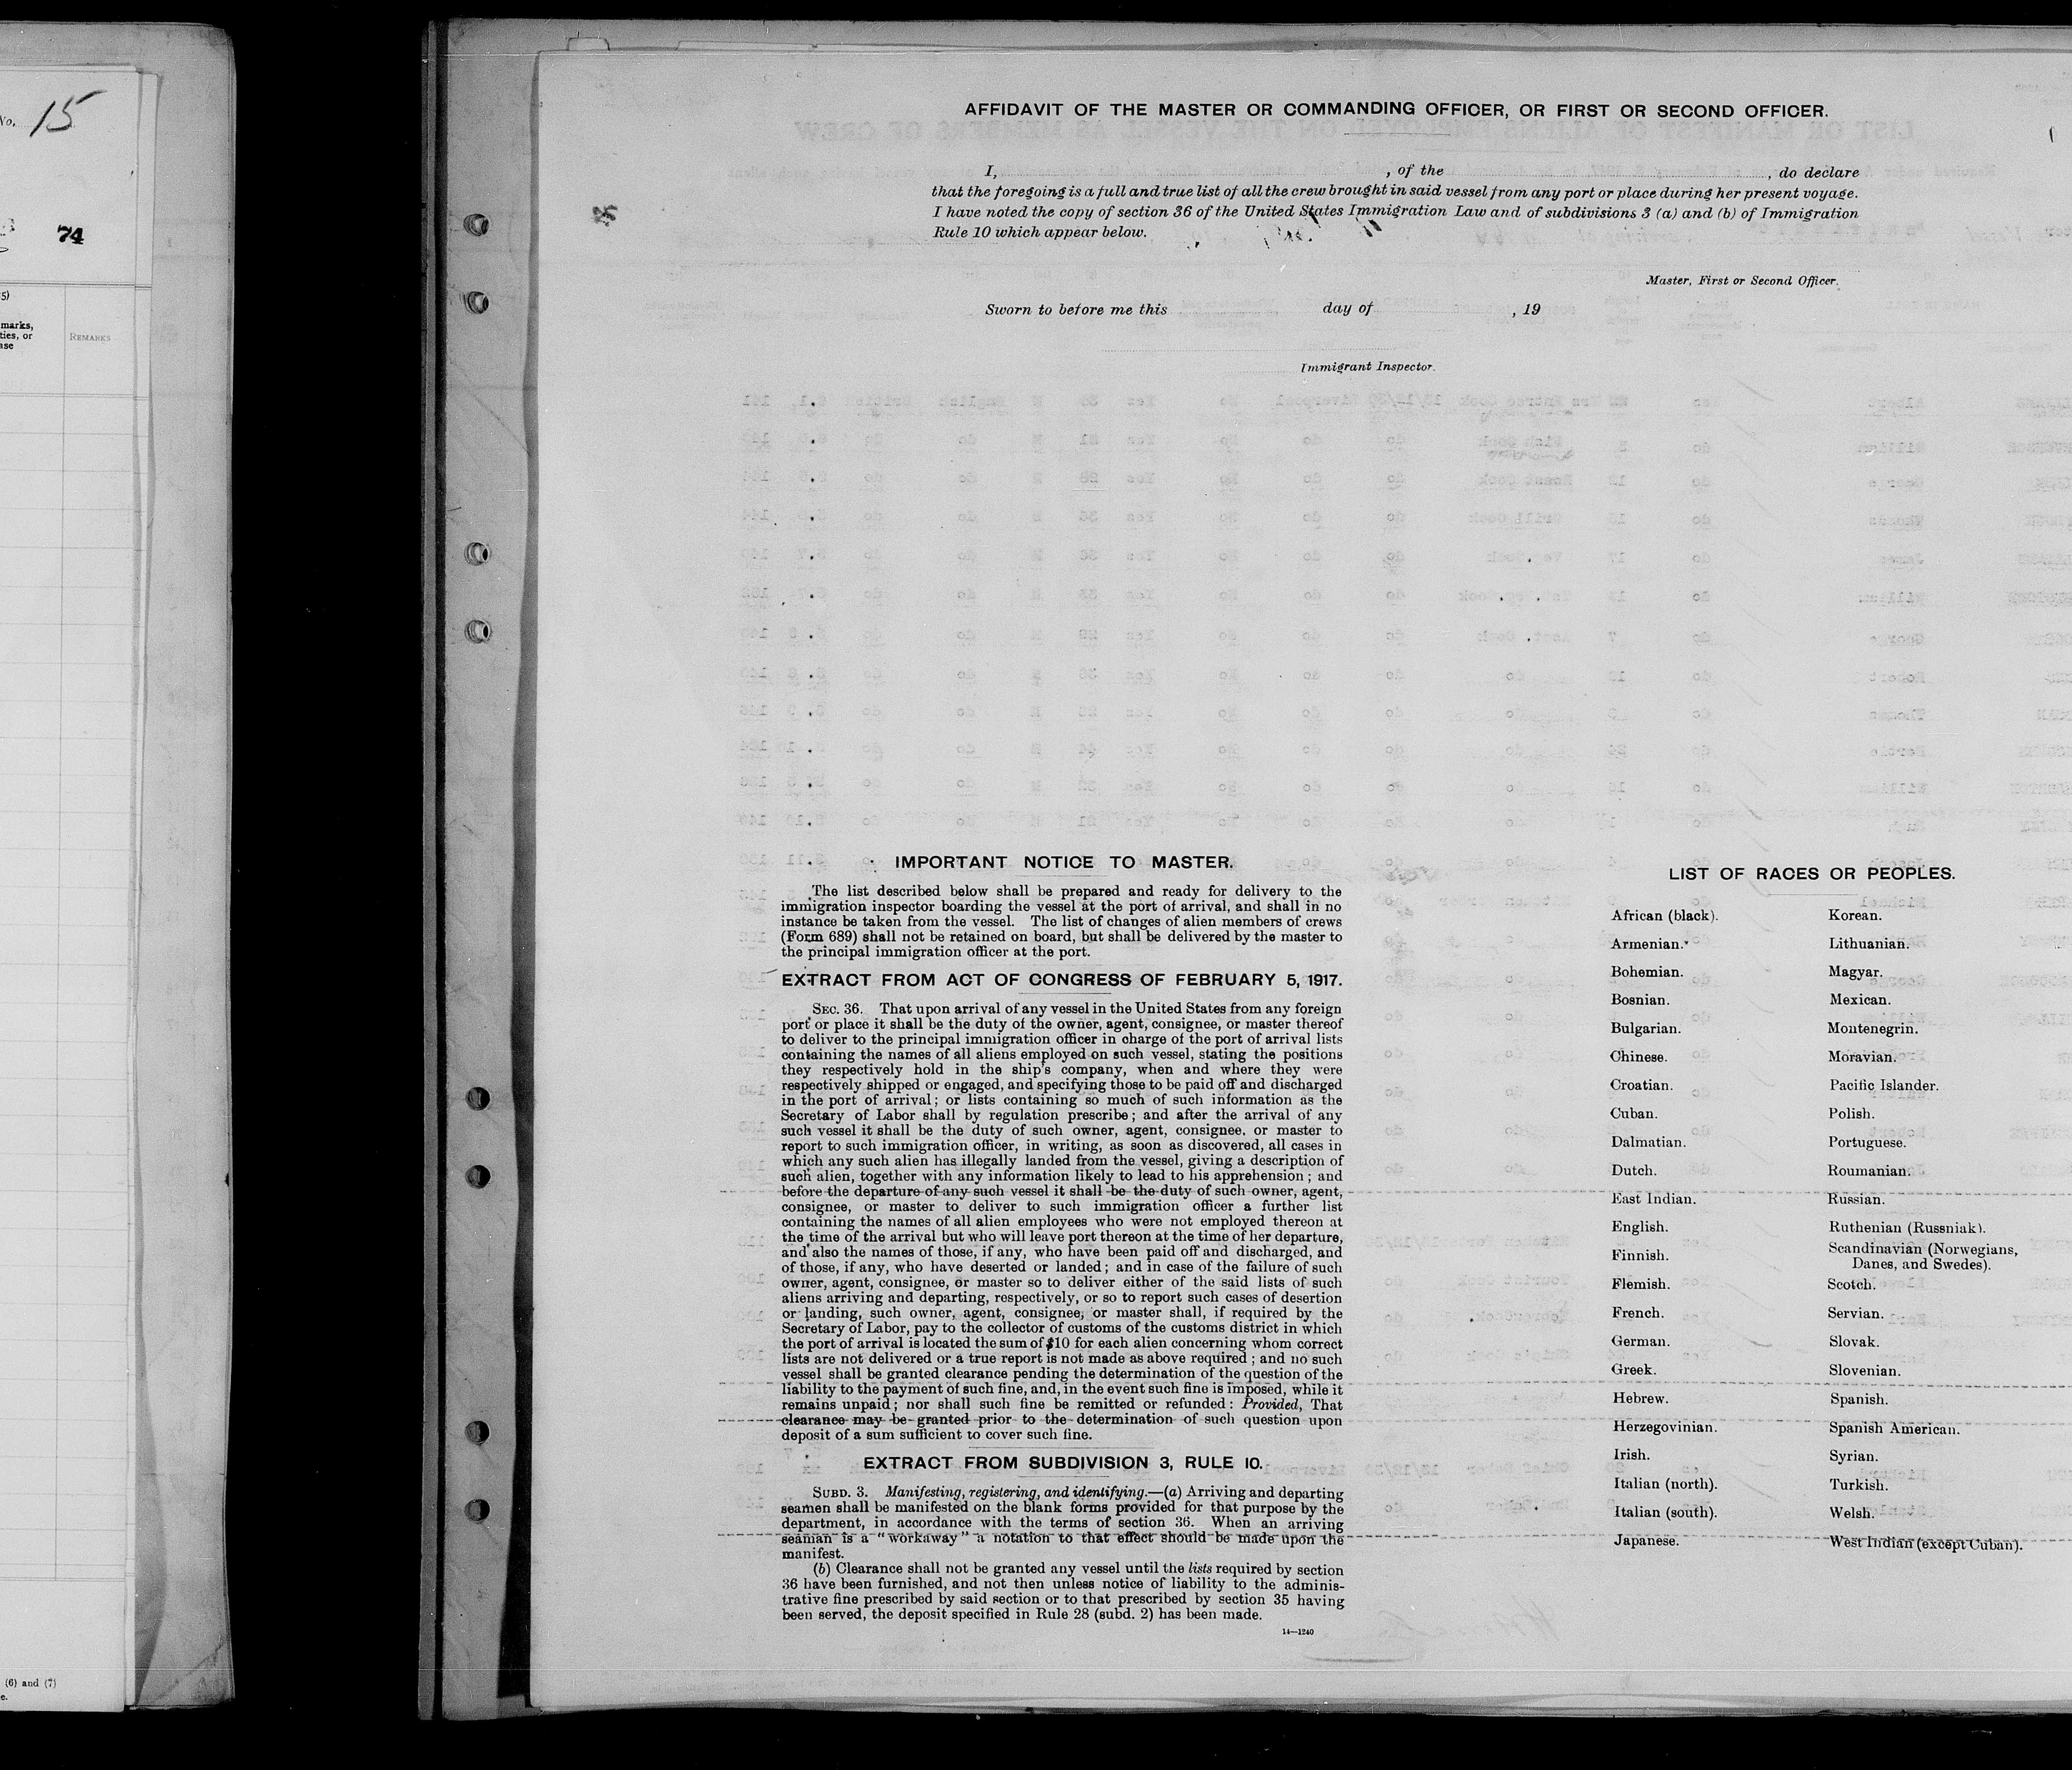 No. 15
74
5)
marks,
ties, or
ase
REMARKS
(6) and (7)
e.
AFFIDAVIT OF THE MASTER OR COMMANDING OFFICER, OR FIRST OR SECOND OFFICER.
I, , of the , do declare
that the foregoing is a full and true list of all the crew brought in said vessel from any port or place during her present voyage.
I have noted the copy of section 36 of the United States Immigration Law and of subdivisions 3 (a) and (b) of Immigration
Rule 10 which appear below.
Master, First or Second Officer.
Sworn to before me this day of , 19
Immigrant Inspector.
IMPORTANT NOTICE TO MASTER.
The list described below shall be prepared and ready for delivery to the
immigration inspector boarding the vessel at the port of arrival, and shall in no
instance be taken from the vessel. The list of changes of alien members of crews
(Form 689) shall not be retained on board, but shall be delivered by the master to
the principal immigration officer at the port.
EXTRACT FROM ACT OF CONGRESS OF FEBRUARY 5, 1917.
SEC. 36. That upon arrival of any vessel in the United States from any foreign
port or place it shall be the duty of the owner, agent, consignee, or master thereof
to deliver to the principal immigration officer in charge of the port of arrival lists
containing the names of all aliens employed on such vessel, stating the positions
they respectively hold in the ship's company, when and where they were
respectively shipped or engaged, and specifying those to be paid off and discharged
in the port of arrival; or lists containing so much of such information as the
Secretary of Labor shall by regulation prescribe; and after the arrival of any
such vessel it shall be the duty of such owner, agent, consignee, or master to
report to such immigration officer, in writing, as soon as discovered, all cases in
which any such alien has illegally landed from the vessel, giving a description of
such alien, together with any information likely to lead to his apprehension; and
before the departure of any such vessel it shall be the duty of such owner, agent,
consignee, or master to deliver to such immigration officer a further list
containing the names of all alien employees who were not employed thereon at
the time of the arrival but who will leave port thereon at the time of her departure,
and also the names of those, if any, who have been paid off and discharged, and
of those, if any, who have deserted or landed; and in case of the failure of such
owner, agent, consignee, or master so to deliver either of the said lists of such
aliens arriving and departing, respectively, or so to report such cases of desertion
or landing, such owner, agent, consignee, or master shall, if required by the
Secretary of Labor, pay to the collector of customs of the customs district in which
the port of arrival is located the sum of $10 for each alien concerning whom correct
lists are not delivered or a true report is not made as above required; and no such
vessel shall be granted clearance pending the determination of the question of the
liability to the payment of such fine, and, in the event such fine is imposed, while it
remains unpaid; nor shall such fine be remitted or refunded: Provided, That
clearance may be granted prior to the determination of such question upon
deposit of a sum sufficient to cover such fine.
EXTRACT FROM SUBDIVISION 3, RULE 10.
SUBD. 3. Manifesting, registering, and identifying.—(a) Arriving and departing
seamen shall be manifested on the blank forms provided for that purpose by the
department, in accordance with the terms of section 36. When an arriving
seaman is a "workaway" a notation to that effect should be made upon the
manifest.
(b) Clearance shall not be granted any vessel until the lists required by section
36 have been furnished, and not then unless notice of liability to the adminis-
trative fine prescribed by said section or to that prescribed by section 35 having
been served, the deposit specified in Rule 28 (subd. 2) has been made.
14—1240
LIST OF RACES OR PEOPLES.
African (black). Korean.
Armenian. Lithuanian.
Bohemian. Magyar.
Bosnian. Mexican.
Bulgarian. Montenegrin.
Chinese. Moravian.
Croatian. Pacific Islander.
Cuban. Polish.
Dalmatian. Portuguese.
Dutch. Roumanian.
East Indian. Russian.
English. Ruthenian (Russniak).
Finnish. Scandinavian (Norwegians,
Danes, and Swedes).
Flemish. Scotch.
French. Servian.
German. Slovak.
Greek. Slovenian.
Hebrew. Spanish.
Herzegovinian. Spanish American.
Irish. Syrian.
Italian (north). Turkish.
Italian (south). Welsh.
Japanese. West Indian (except Cuban).